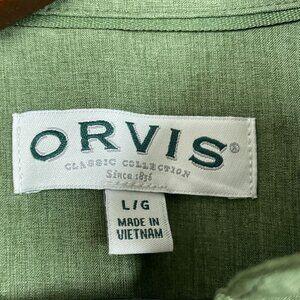 ORVIS®
CLASSIC COLLECTION
Since 1856
L/G
MADE IN
VIETNAM